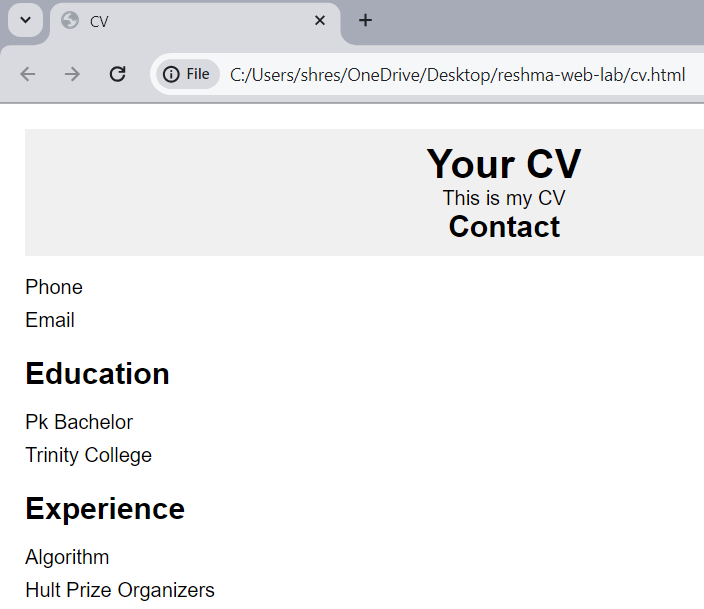 CV
File C:/Users/shres/OneDrive/Desktop/reshma-web-lab/cv.html
Your CV
This is my CV
Contact
Phone
Email
Education
Pk Bachelor
Trinity College
Experience
Algorithm
Hult Prize Organizers